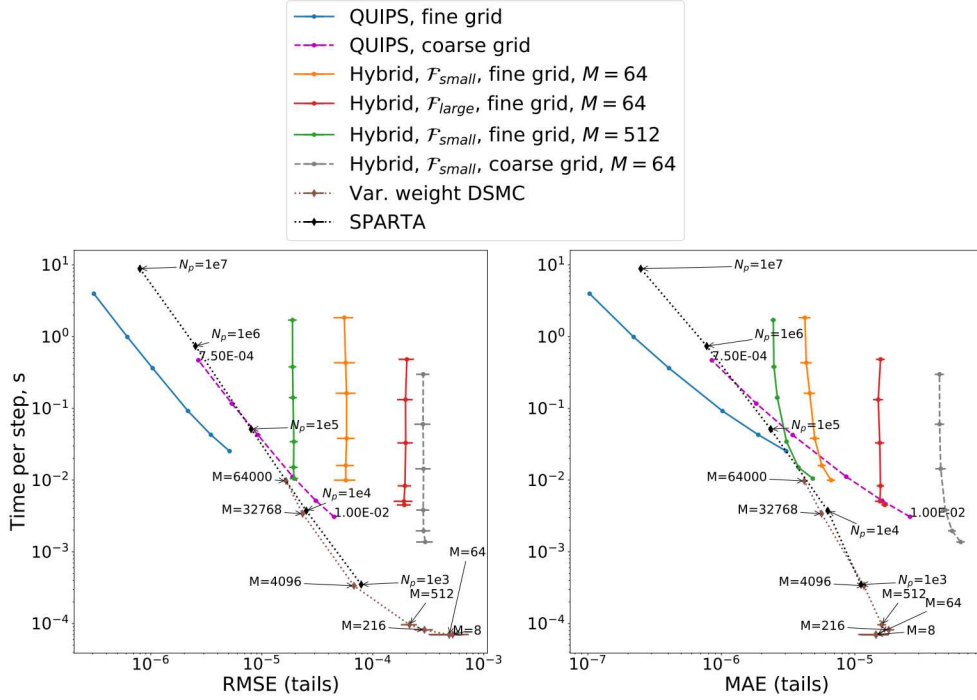 QUIPS, fine grid
QUIPS, coarse grid
Hybrid, 𝓕small, fine grid, M = 64
Hybrid, 𝓕large, fine grid, M = 64
Hybrid, 𝓕small, fine grid, M = 512
Hybrid, 𝓕small, coarse grid, M = 64
Var. weight DSMC
SPARTA
Time per step, s
10¹
10⁰
10⁻¹
10⁻²
10⁻³
10⁻⁴
Np=1e7
Np=1e6
7.50E-04
Np=1e5
M=64000
Np=1e4
M=32768
1.00E-02
M=64
M=4096
Np=1e3
M=512
M=216
M=8
10⁻⁶
10⁻⁵
10⁻⁴
10⁻³
RMSE (tails)
10¹
10⁰
10⁻¹
10⁻²
10⁻³
10⁻⁴
Np=1e7
Np=1e6
7.50E-04
Np=1e5
M=64000
M=32768
1.00E-02
Np=1e4
M=4096
Np=1e3
M=512
M=64
M=216
M=8
10⁻⁷
10⁻⁶
10⁻⁵
MAE (tails)